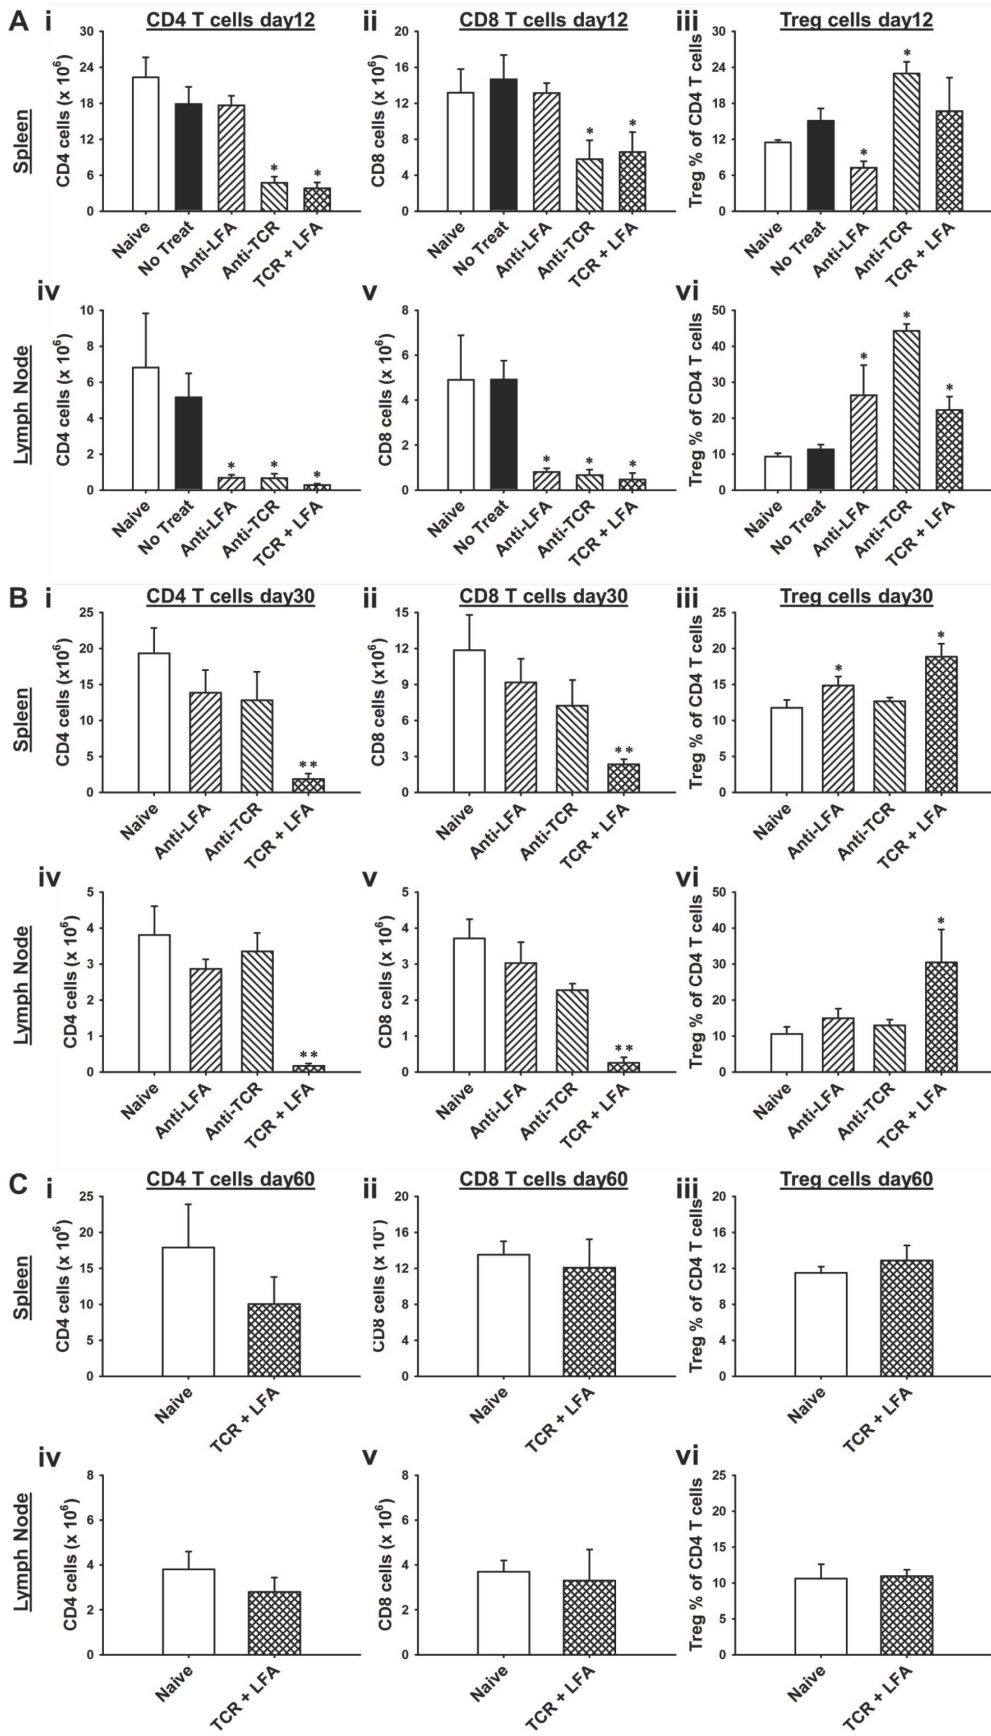 A i CD4 T cells day12 ii CD8 T cells day12 iii Treg cells day12
Spleen
CD4 cells (x 10⁶)
30
24
18
12
6
0
Naive No Treat Anti-LFA Anti-TCR TCR + LFA
* *
CD8 cells (x 10⁶)
20
16
12
8
4
0
Naive No Treat Anti-LFA Anti-TCR TCR + LFA
* *
Treg % of CD4 T cells
30
24
18
12
6
0
Naive No Treat Anti-LFA Anti-TCR TCR + LFA
* *
iv v vi
Lymph Node
CD4 cells (x 10⁶)
10
8
6
4
2
0
Naive No Treat Anti-LFA Anti-TCR TCR + LFA
* * *
CD8 cells (x 10⁶)
8
6
4
2
0
Naive No Treat Anti-LFA Anti-TCR TCR + LFA
* * *
Treg % of CD4 T cells
50
40
30
20
10
0
Naive No Treat Anti-LFA Anti-TCR TCR + LFA
* * *
B i CD4 T cells day30 ii CD8 T cells day30 iii Treg cells day30
Spleen
CD4 cells (x10⁶)
25
20
15
10
5
0
Naive Anti-LFA Anti-TCR TCR + LFA
**
CD8 cells (x10⁶)
15
12
9
6
3
0
Naive Anti-LFA Anti-TCR TCR + LFA
**
Treg % of CD4 T cells
25
20
15
10
5
0
Naive Anti-LFA Anti-TCR TCR + LFA
* *
iv v vi
Lymph Node
CD4 cells (x 10⁶)
5
4
3
2
1
0
Naive Anti-LFA Anti-TCR TCR + LFA
**
CD8 cells (x 10⁶)
5
4
3
2
1
0
Naive Anti-LFA Anti-TCR TCR + LFA
**
Treg % of CD4 T cells
50
40
30
20
10
0
Naive Anti-LFA Anti-TCR TCR + LFA
*
C i CD4 T cells day60 ii CD8 T cells day60 iii Treg cells day60
Spleen
CD4 cells (x 10⁶)
25
20
15
10
5
0
Naive TCR + LFA
CD8 cells (x 10
20
16
12
8
4
0
Naive TCR + LFA
Treg % of CD4 T cells
20
16
12
8
4
0
Naive TCR + LFA
iv v vi
Lymph Node
CD4 cells (x 10⁶)
8
6
4
2
0
Naive TCR + LFA
CD8 cells (x 10⁶)
8
6
4
2
0
Naive TCR + LFA
Treg % of CD4 T cells
25
20
15
10
5
0
Naive TCR + LFA